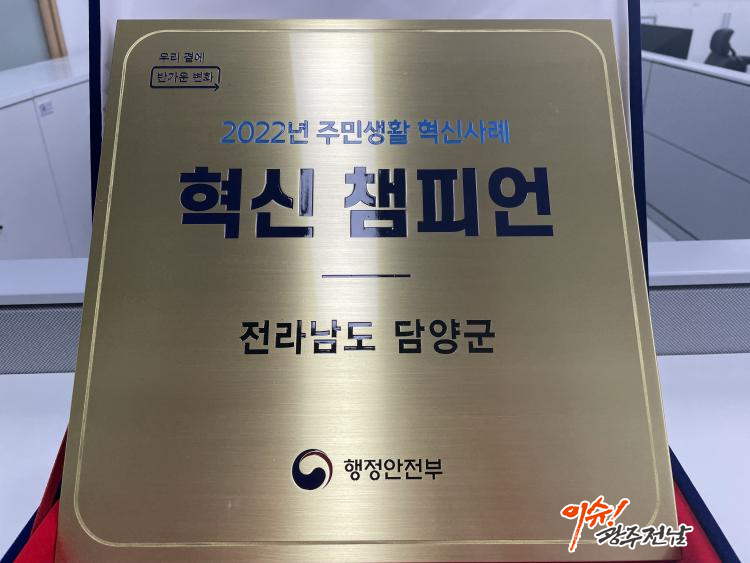 우리 곁에
반가운 변화
2022년 주민생활 혁신사례
혁신 챔피언
전라남도 담양군
행정안전부
이슈!
광주전남